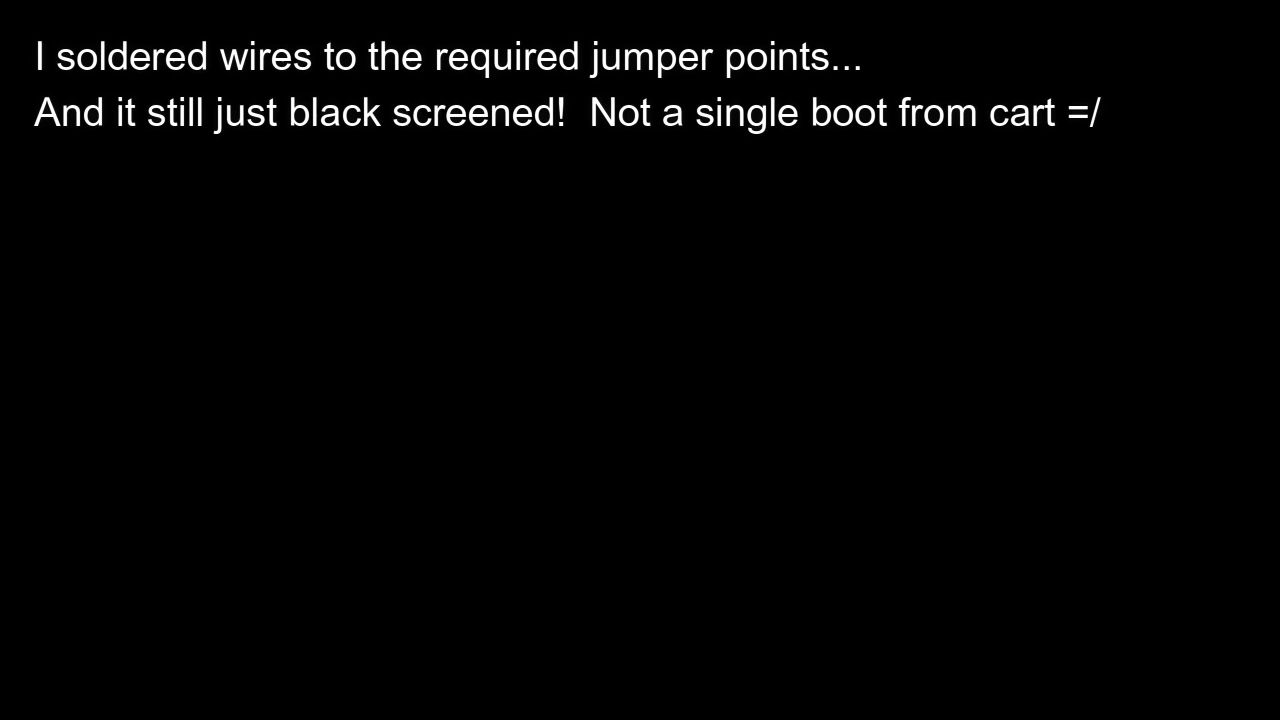 I soldered wires to the required jumper points...
And it still just black screened!  Not a single boot from cart =/